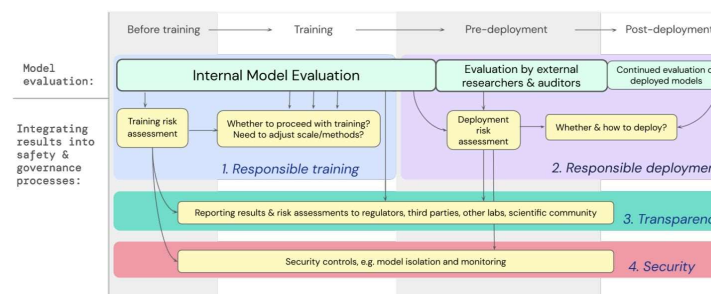 Before training
Training
Pre-deployment
Post-deployment
Model
evaluation:
Internal Model Evaluation
Evaluation by external
researchers & auditors
Continued evaluation
deployed models
Integrating
results into
safety &
governance
processes:
Training risk
assessment
Whether to proceed with training?
Need to adjust scale/methods?
Deployment
risk
assessment
Whether & how to deploy?
1. Responsible training
2. Responsible deploymen
Reporting results & risk assessments to regulators, third parties, other labs, scientific community
3. Transparenc
Security controls, e.g. model isolation and monitoring
4. Security